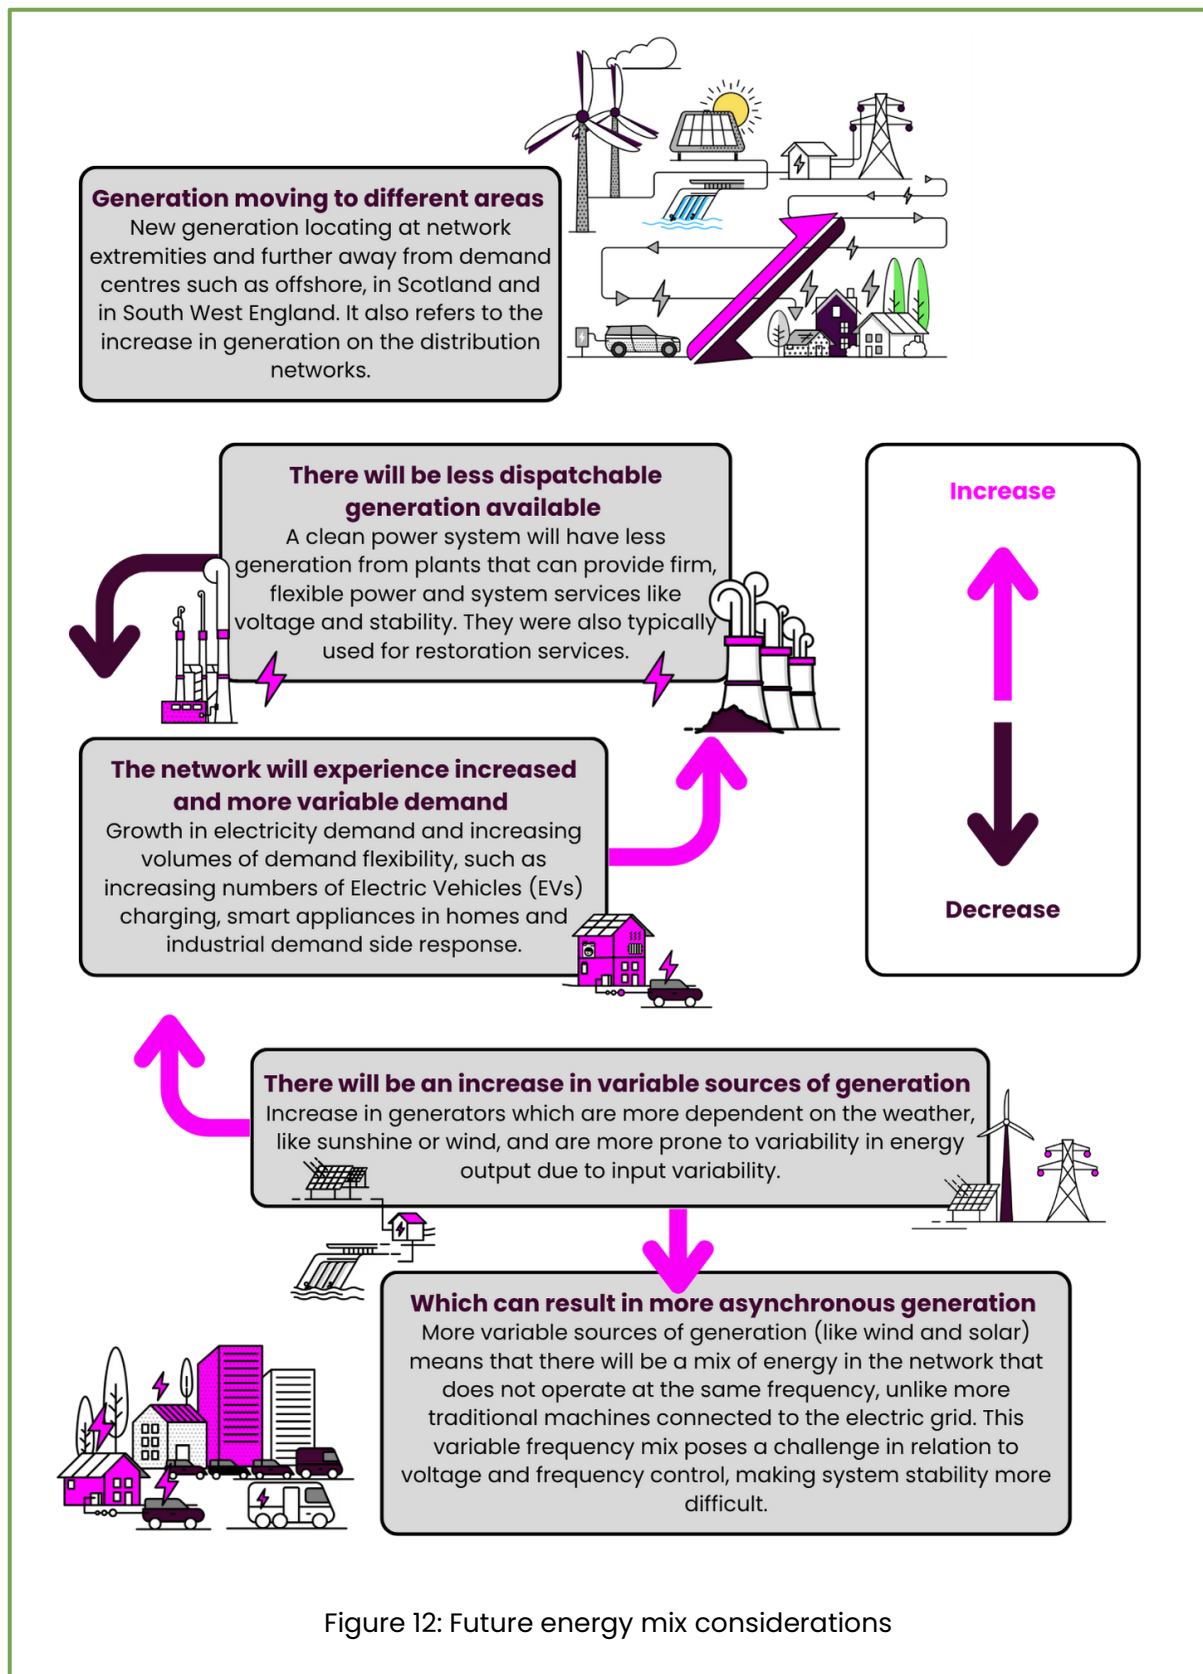 Generation moving to different areas
New generation locating at network
extremities and further away from demand
centres such as offshore, in Scotland and
in South West England. It also refers to the
increase in generation on the distribution
networks.
There will be less dispatchable
generation available
A clean power system will have less
generation from plants that can provide firm,
flexible power and system services like
voltage and stability. They were also typically
used for restoration services.
Increase
Decrease
The network will experience increased
and more variable demand
Growth in electricity demand and increasing
volumes of demand flexibility, such as
increasing numbers of Electric Vehicles (EVs)
charging, smart appliances in homes and
industrial demand side response.
There will be an increase in variable sources of generation
Increase in generators which are more dependent on the weather,
like sunshine or wind, and are more prone to variability in energy
output due to input variability.
Which can result in more asynchronous generation
More variable sources of generation (like wind and solar)
means that there will be a mix of energy in the network that
does not operate at the same frequency, unlike more
traditional machines connected to the electric grid. This
variable frequency mix poses a challenge in relation to
voltage and frequency control, making system stability more
difficult.
Figure 12: Future energy mix considerations